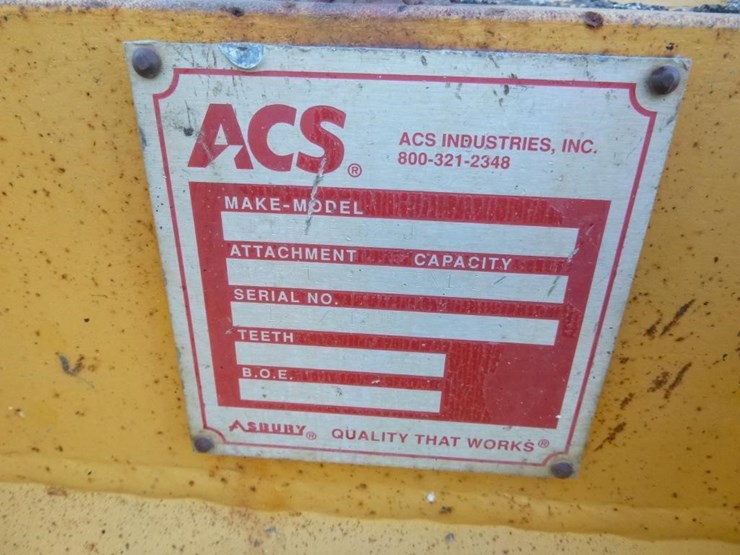 ACS®
ACS INDUSTRIES, INC.
800-321-2348
MAKE-MODEL
ATTACHMENT CAPACITY
SERIAL NO.
TEETH
B.O.E.
ASBURY® QUALITY THAT WORKS®